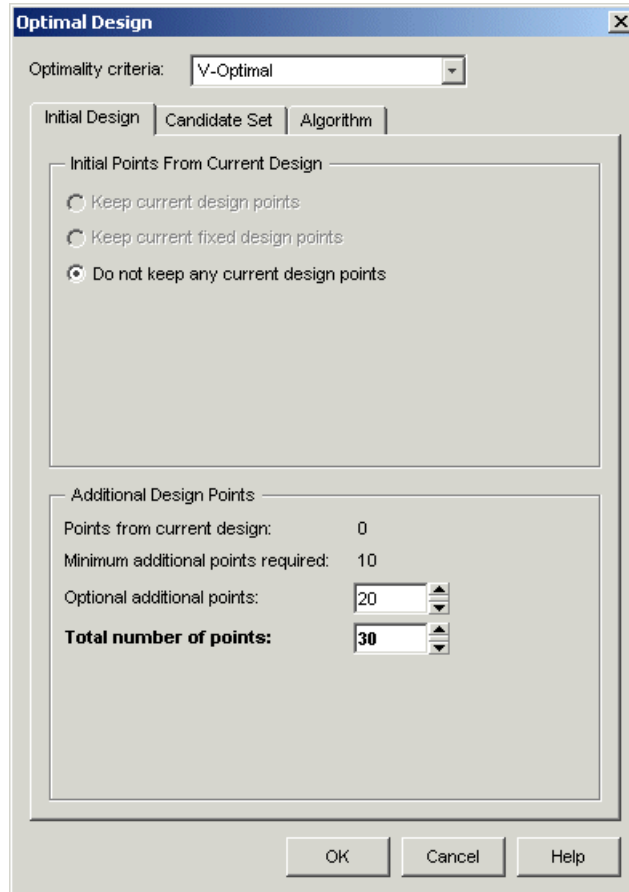 Optimal Design
Optimality criteria: V-Optimal
Initial Design Candidate Set Algorithm
Initial Points From Current Design
Keep current design points
Keep current fixed design points
Do not keep any current design points
Additional Design Points
Points from current design: 0
Minimum additional points required: 10
Optional additional points: 20
Total number of points: 30
OK Cancel Help